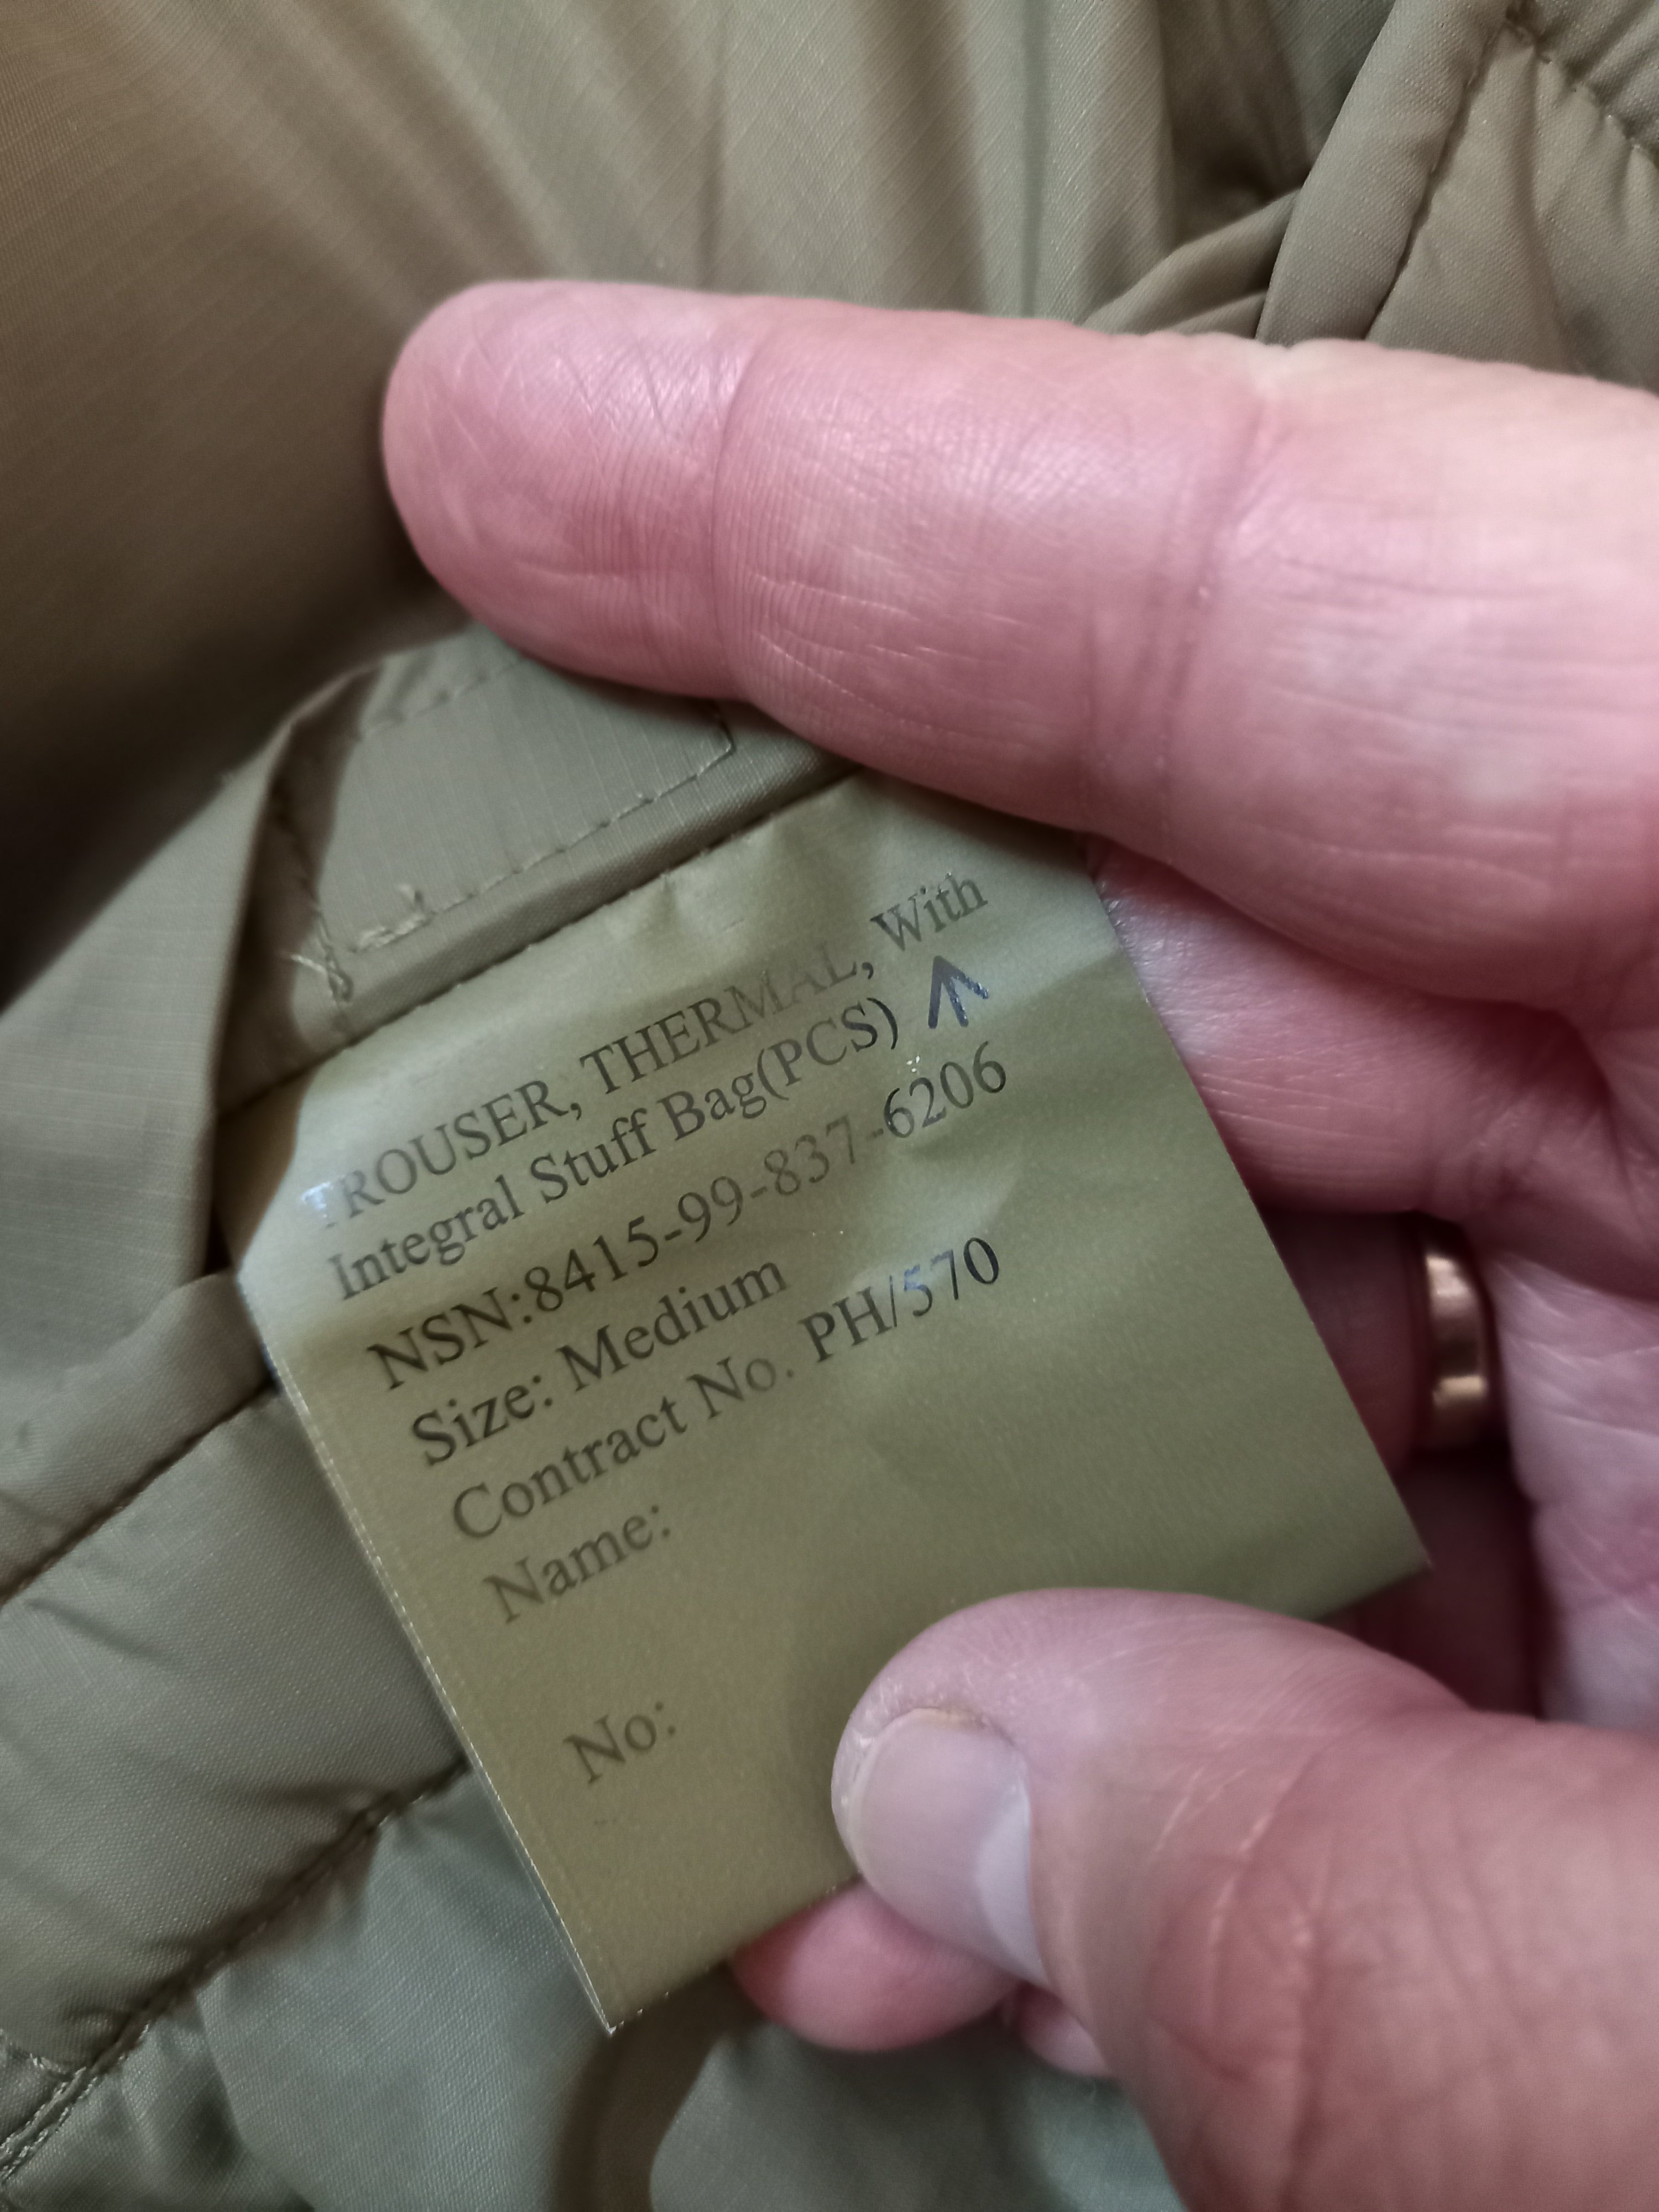 TROUSER, THERMAL, With
Integral Stuff Bag(PCS)
NSN:8415-99-837-6206
Size: Medium
Contract No. PH/570
Name:
No: